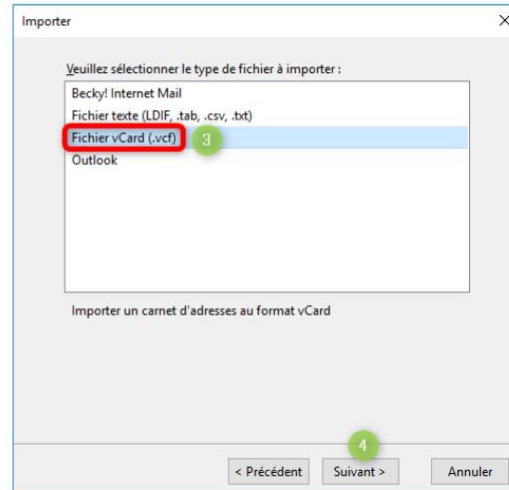 Importer
Veuillez sélectionner le type de fichier à importer :
Becky! Internet Mail
Fichier texte (LDIF, .tab, .csv, .txt)
Fichier vCard (.vcf) 3
Outlook
Importer un carnet d'adresses au format vCard
4
< Précédent Suivant > Annuler